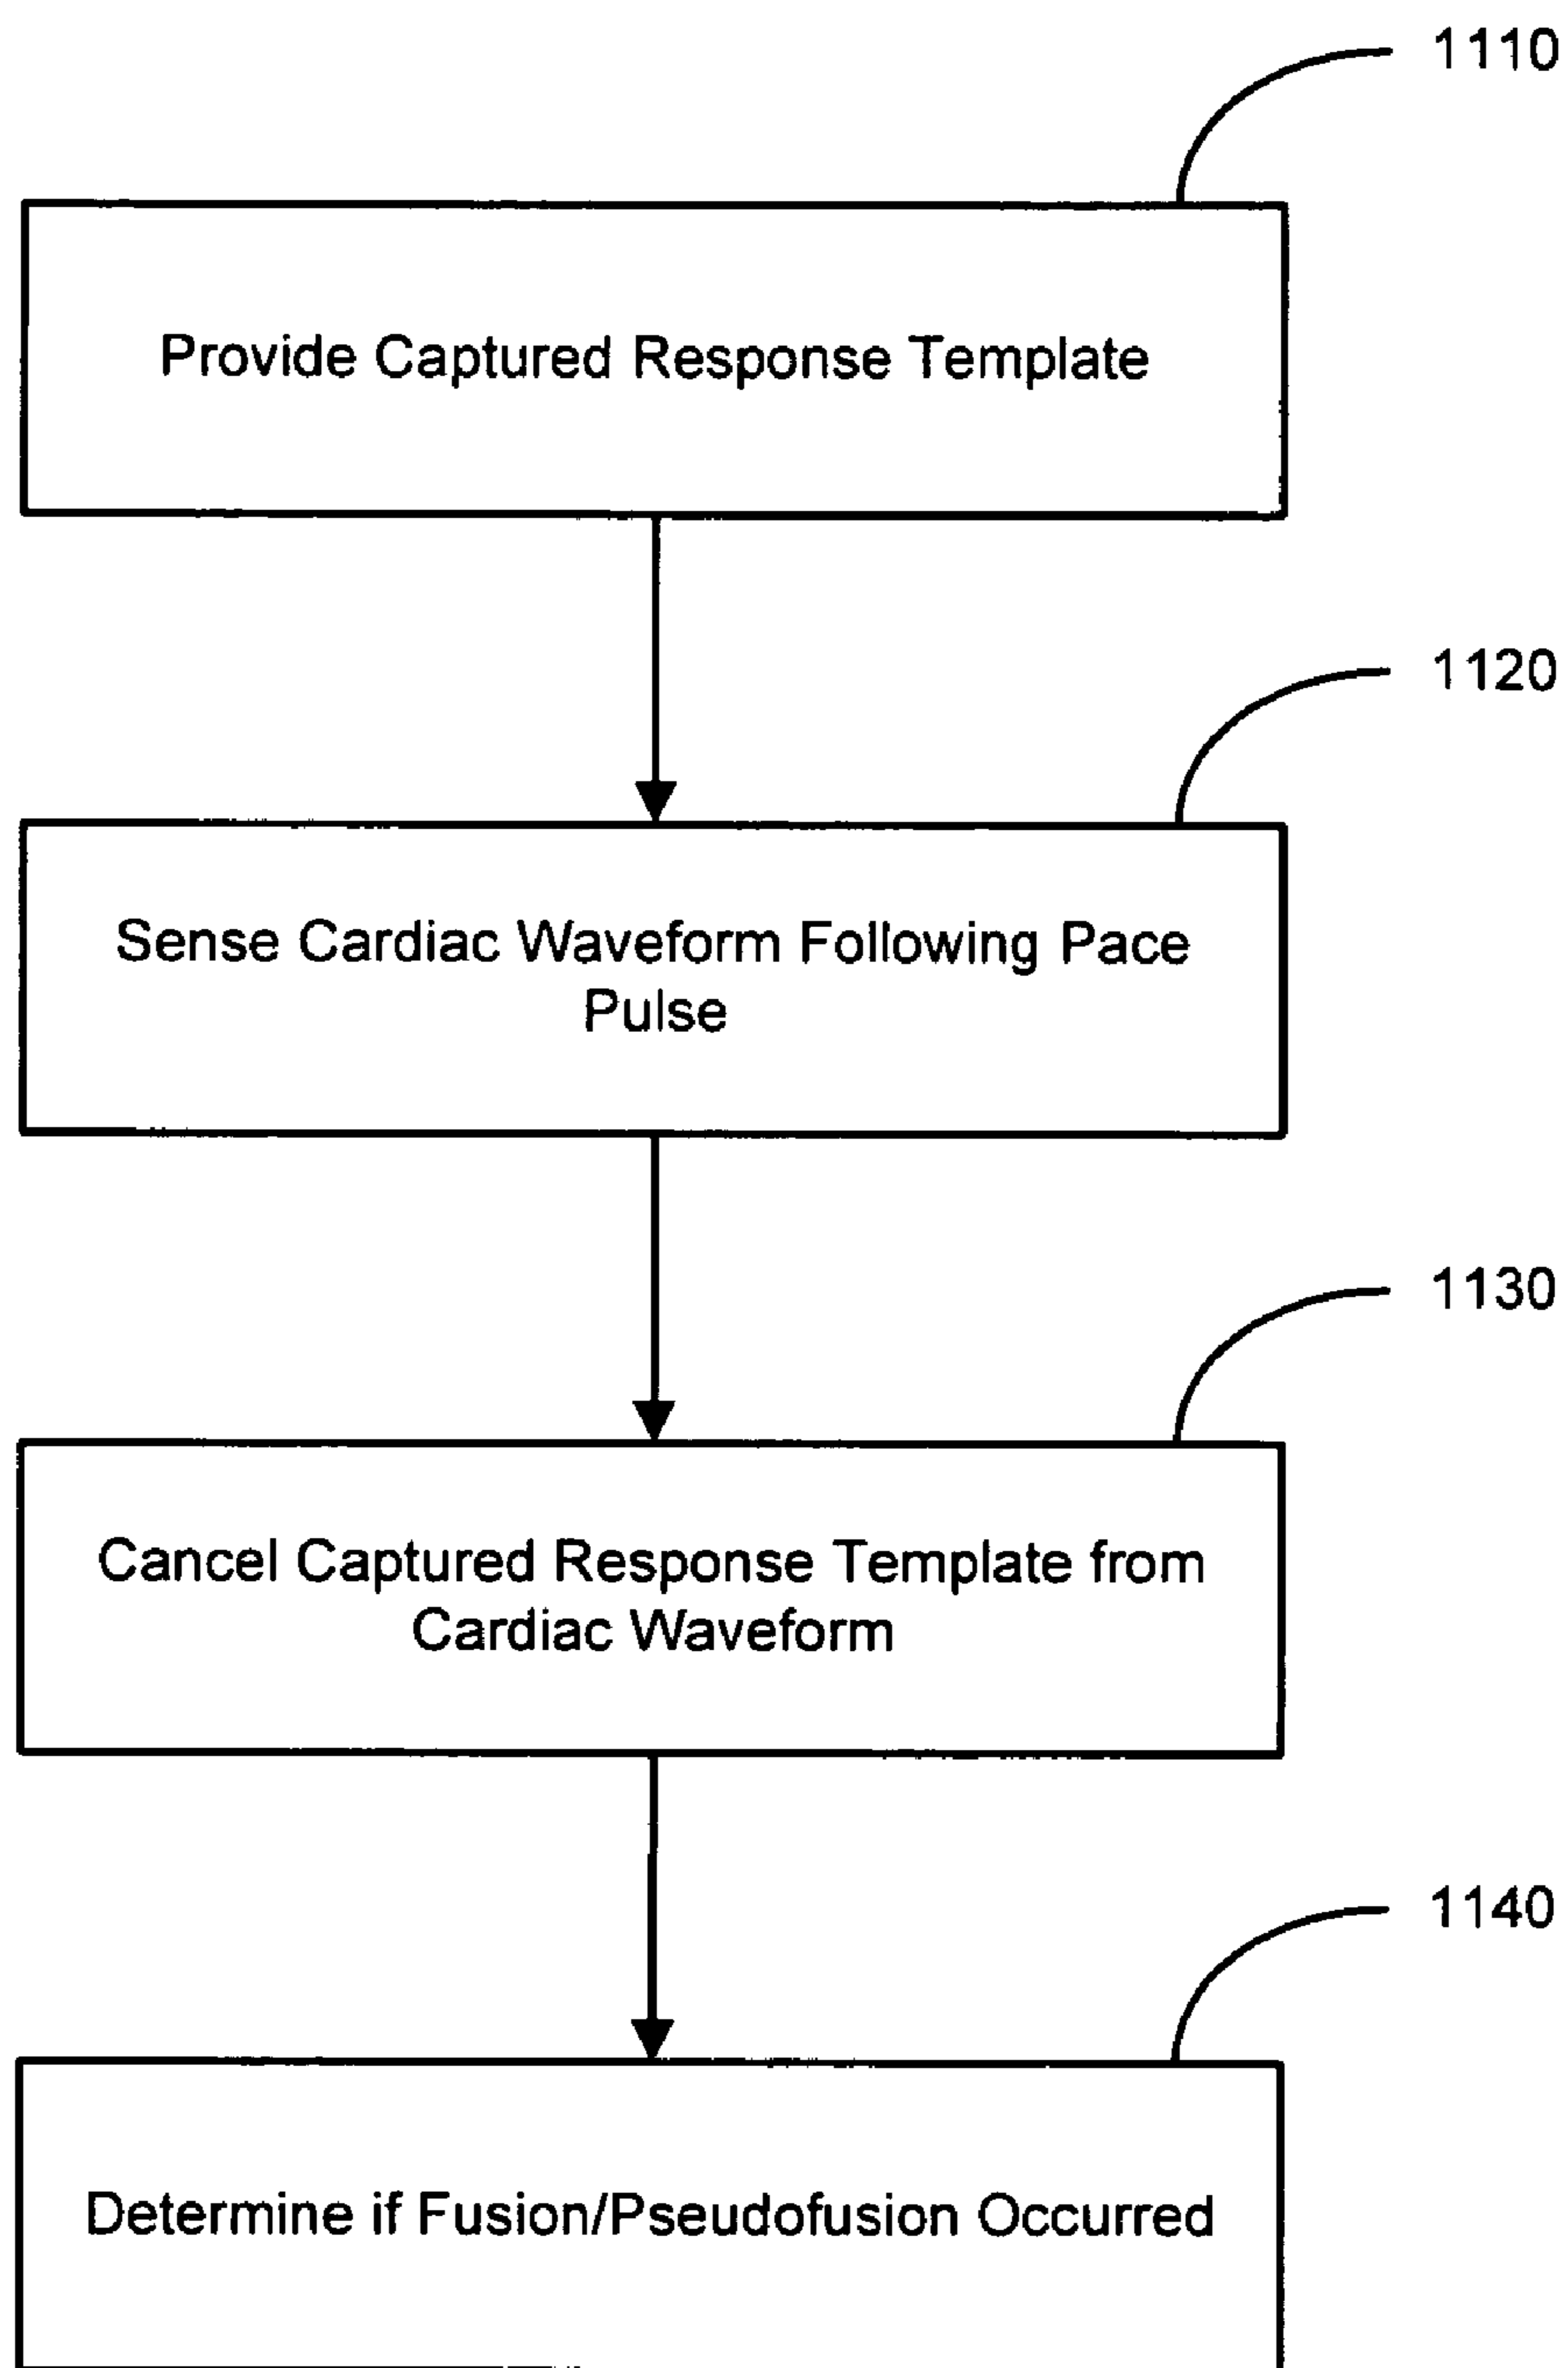 1110
Provide Captured Response Template
1120
Sense Cardiac Waveform Following Pace
Pulse
1130
Cancel Captured Response Template from
Cardiac Waveform
1140
Determine if Fusion/Pseudofusion Occurred